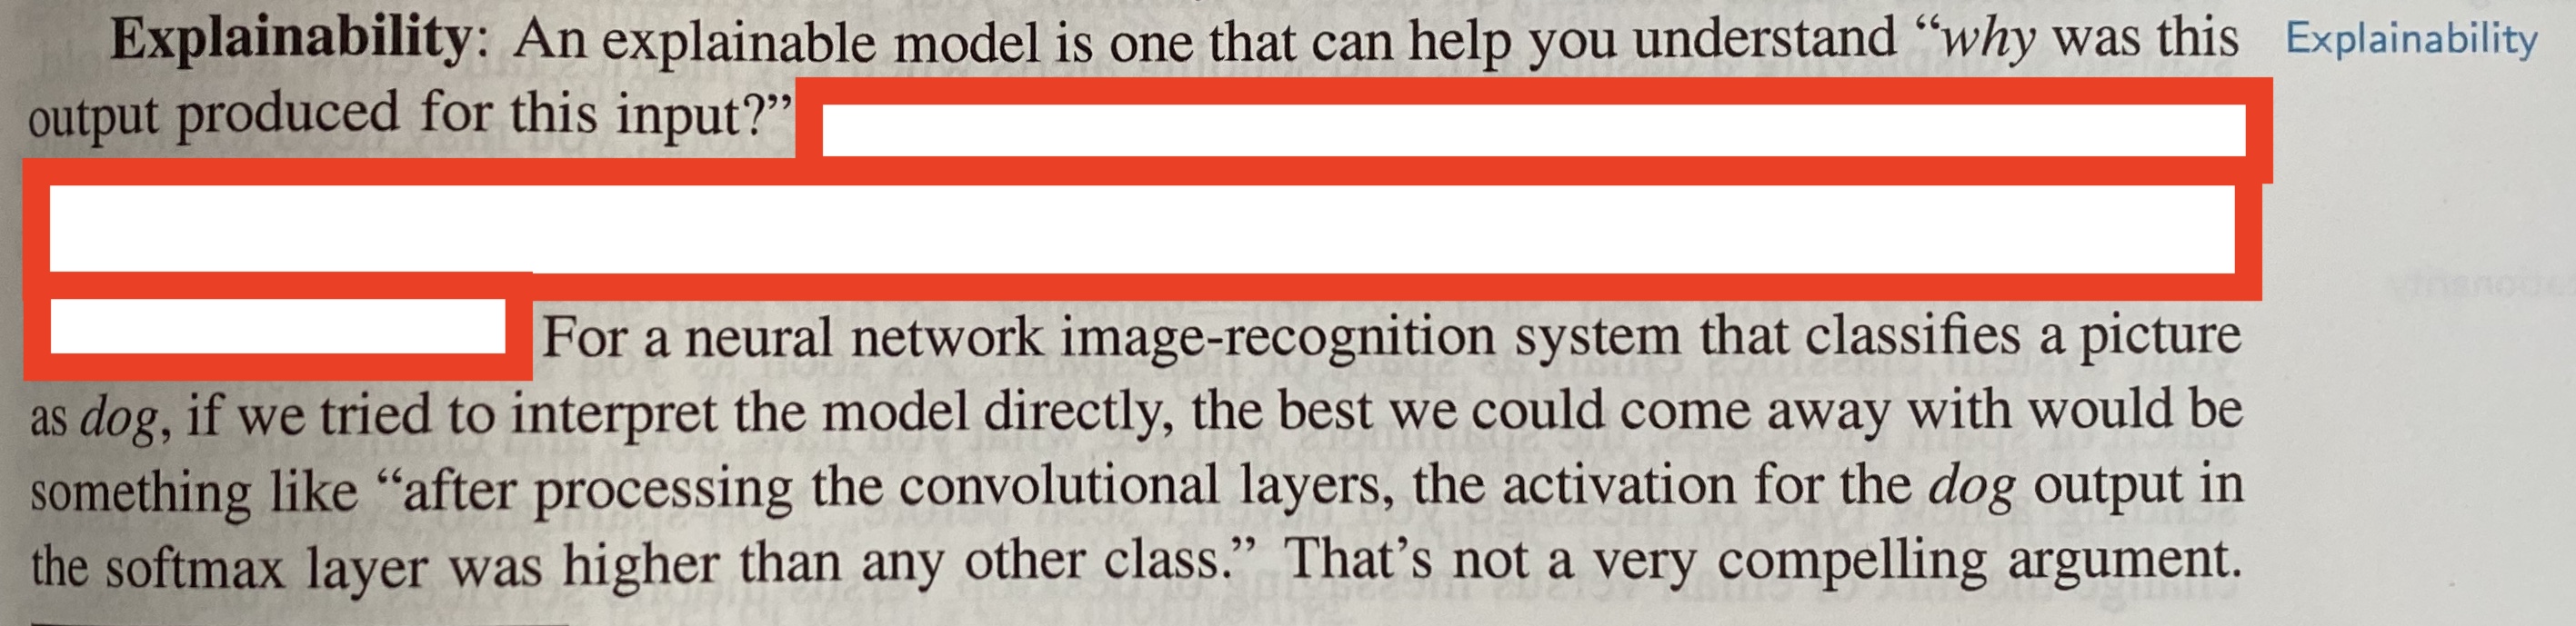 Explainability: An explainable model is one that can help you understand “why was this Explainability
output produced for this input?”
For a neural network image-recognition system that classifies a picture
as dog, if we tried to interpret the model directly, the best we could come away with would be
something like “after processing the convolutional layers, the activation for the dog output in
the softmax layer was higher than any other class.” That’s not a very compelling argument.